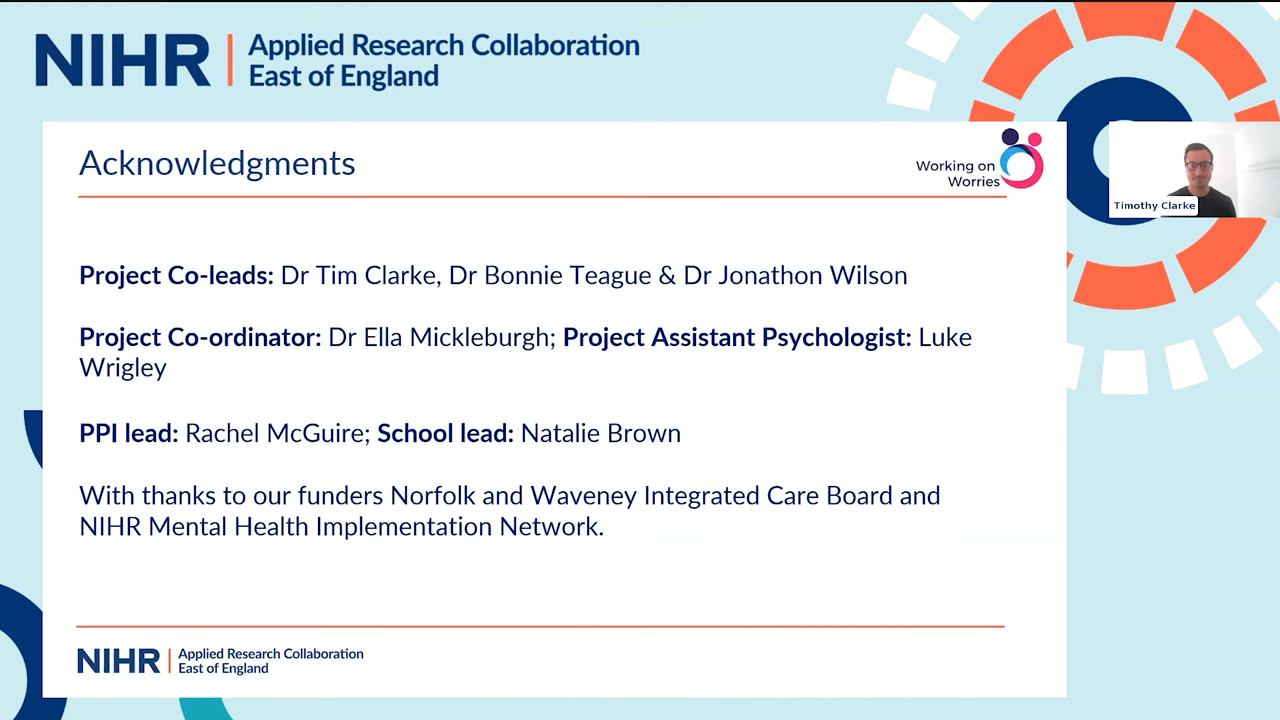 NIHR | Applied Research Collaboration
East of England
Acknowledgments
Working on
Worries
Timothy Clarke
Project Co-leads: Dr Tim Clarke, Dr Bonnie Teague & Dr Jonathon Wilson
Project Co-ordinator: Dr Ella Mickleburgh; Project Assistant Psychologist: Luke
Wrigley
PPI lead: Rachel McGuire; School lead: Natalie Brown
With thanks to our funders Norfolk and Waveney Integrated Care Board and
NIHR Mental Health Implementation Network.
NIHR | Applied Research Collaboration
East of England